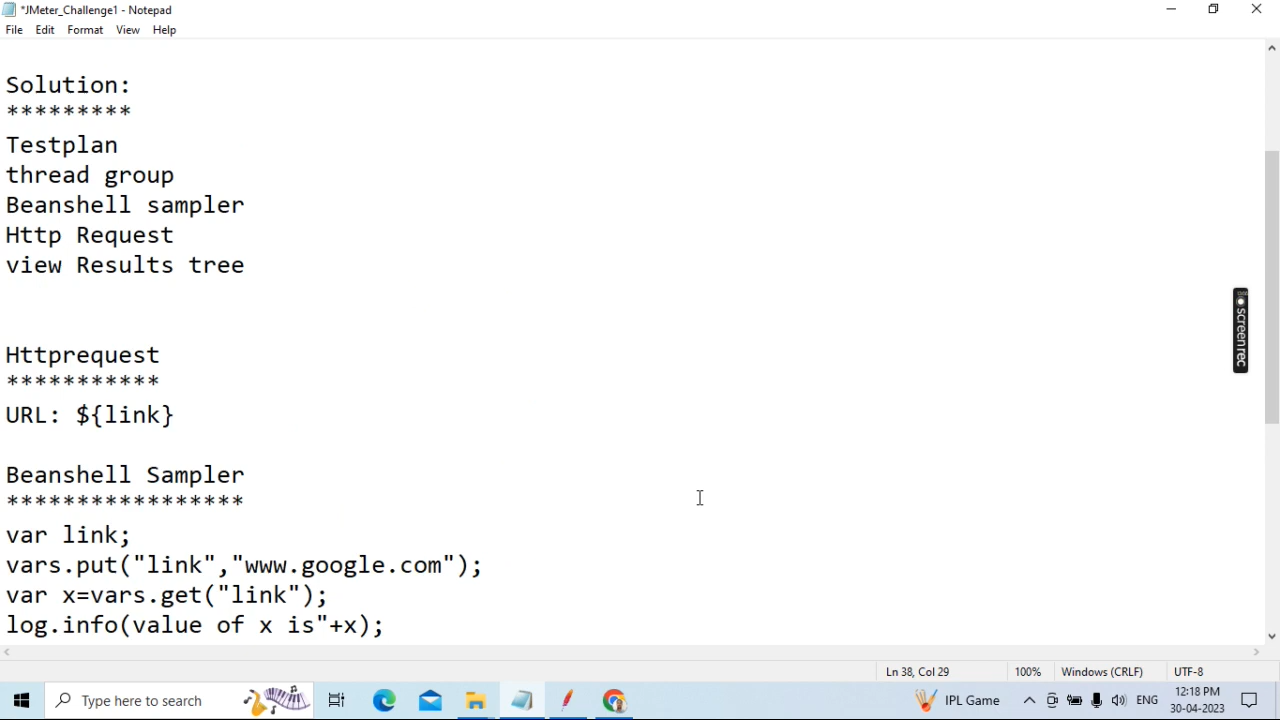 *JMeter_Challenge1 - Notepad
File Edit Format View Help
Solution:
*********
Testplan
thread group
Beanshell sampler
Http Request
view Results tree
Httprequest
***********
URL: ${link}
Beanshell Sampler
*****************
var link;
vars.put("link","www.google.com");
var x=vars.get("link");
log.info(value of x is"+x);
screenrec
Ln 38, Col 29 100% Windows (CRLF) UTF-8
Type here to search IPL Game ENG 12:18 PM
30-04-2023